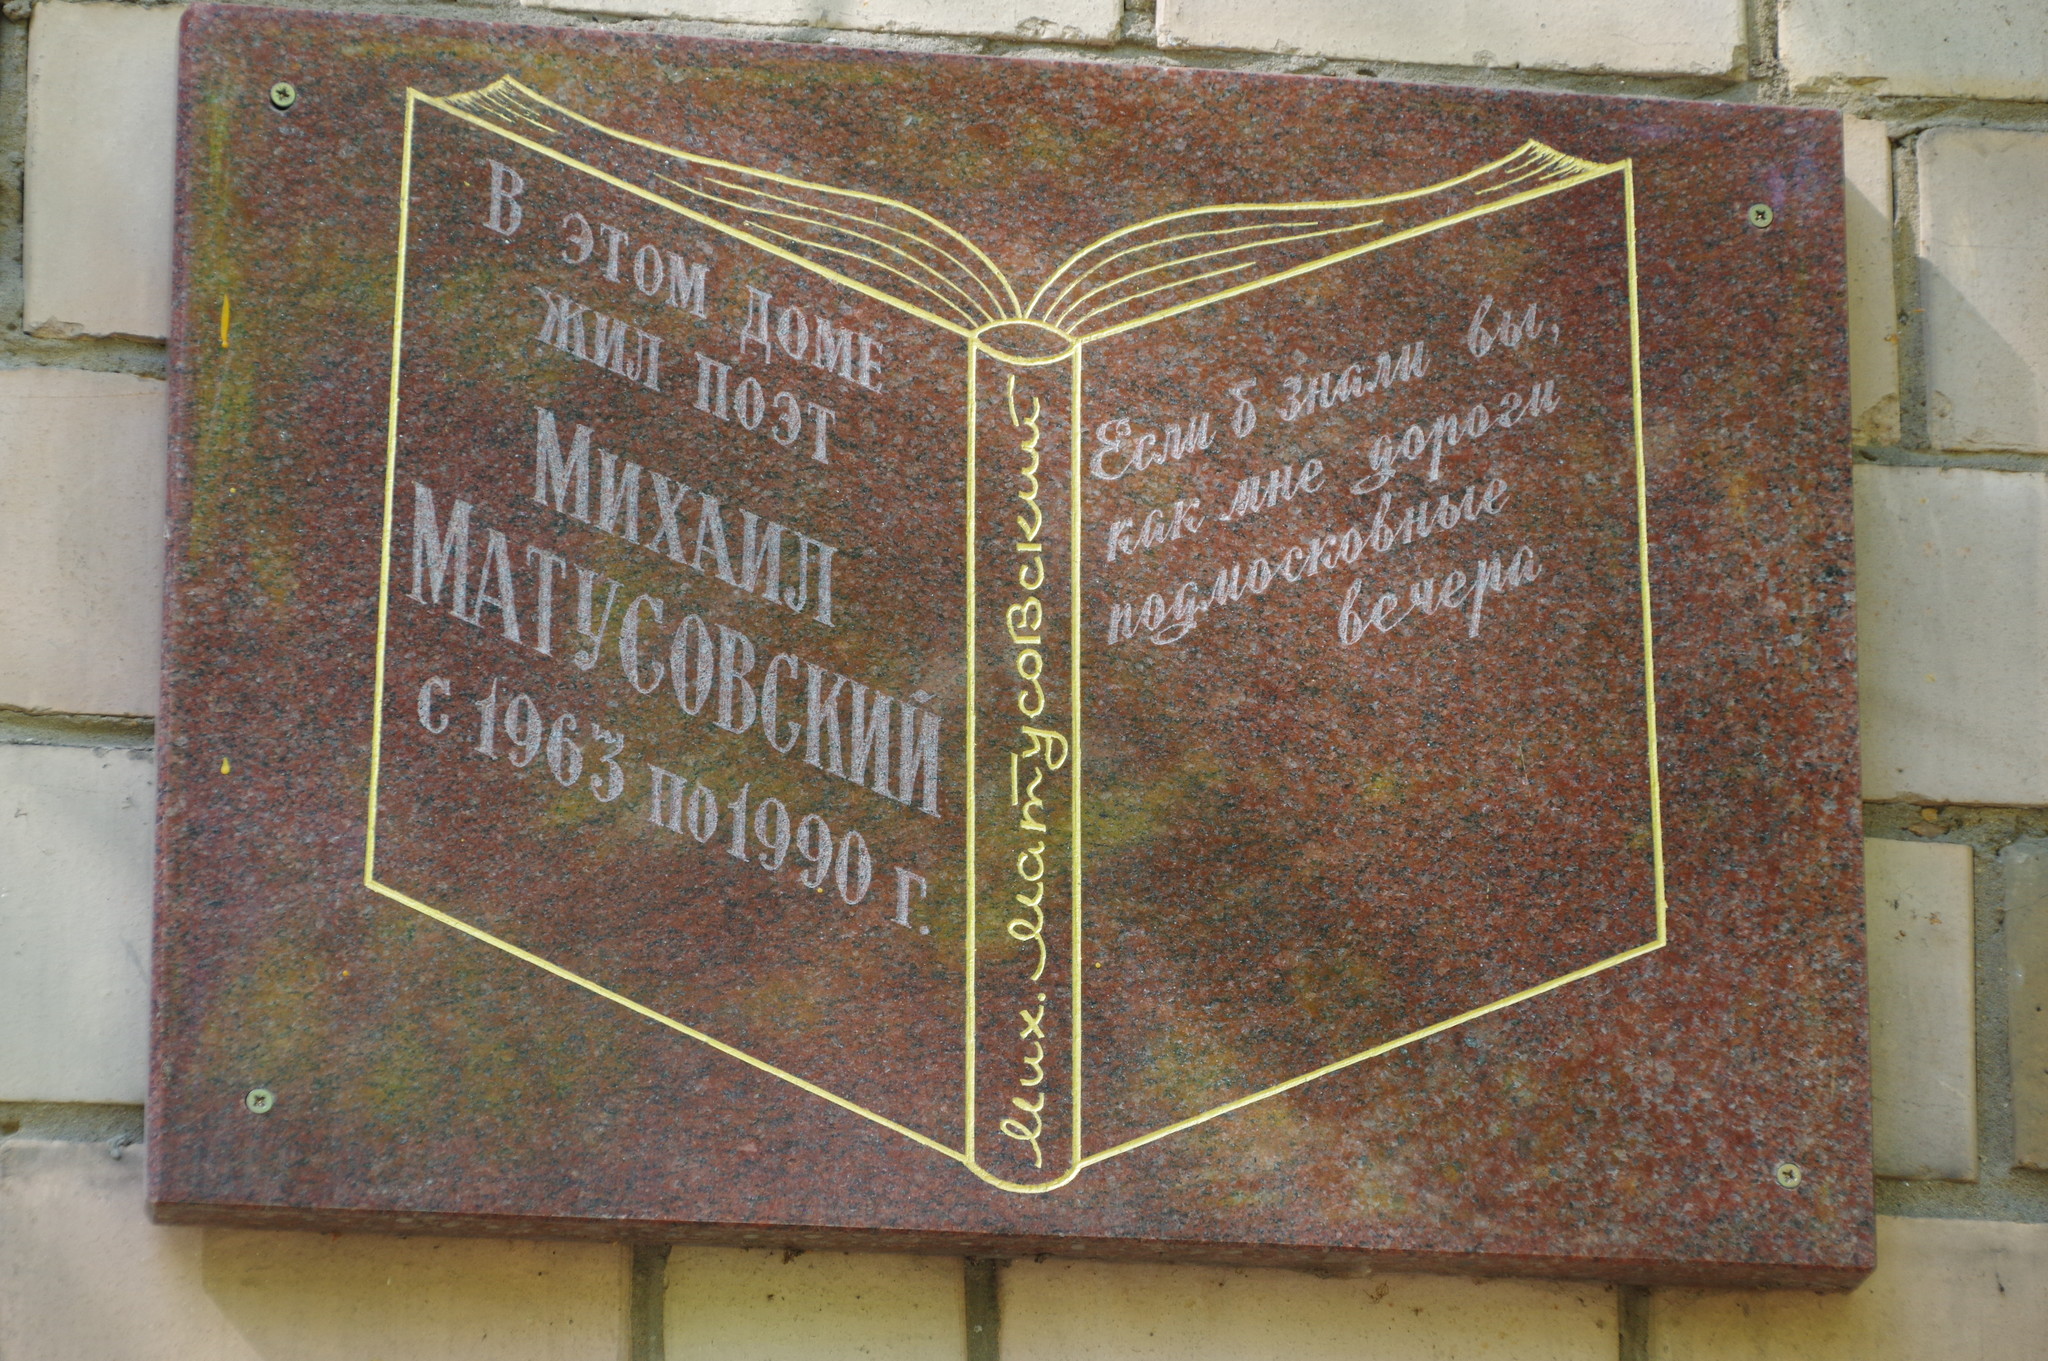 В этом доме
жил поэт
Михаил
Матусовский
с 1963 по 1990 г.
Мих. Матусовский
Если б знали вы,
как мне дороги
подмосковные
вечера